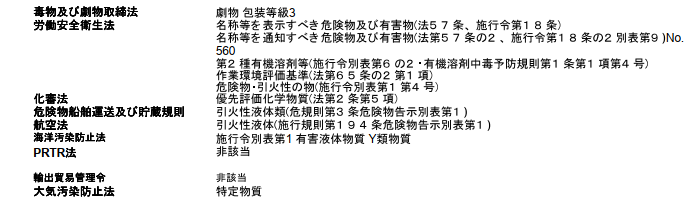 毒物及び劇物取締法 劇物 包装等級3
労働安全衛生法 名称等を表示すべき危険物及び有害物(法57条、施行令第18条)
名称等を通知すべき危険物及び有害物(法第57条の2、施行令第18条の2別表第9)No.
560
第2種有機溶剤等(施行令別表第6の2・有機溶剤中毒予防規則第1条第1項第4号)
作業環境評価基準(法第65条の2第1項)
危険物・引火性の物(施行令別表第1第4号)
化審法 優先評価化学物質(法第2条第5項)
危険物船舶運送及び貯蔵規則 引火性液体類(危規則第3条危険物告示別表第1)
航空法 引火性液体(施行規則第194条危険物告示別表第1)
海洋汚染防止法 施行令別表第1有害液体物質 Y類物質
PRTR法 非該当
輸出貿易管理令 非該当
大気汚染防止法 特定物質